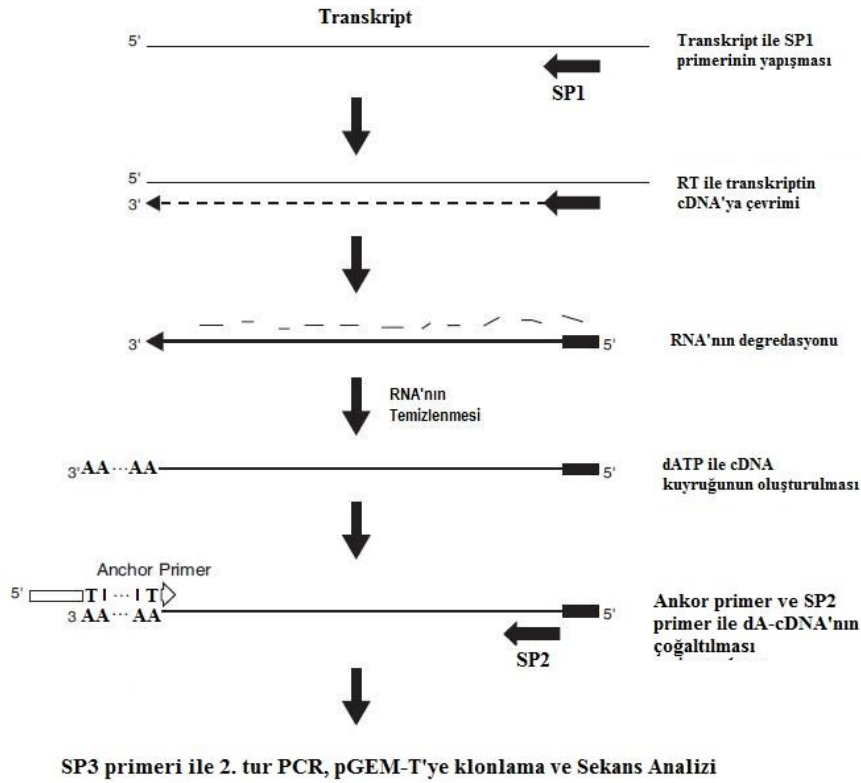 Transkript
5'
Transkript ile SP1
primerinin yapışması
SP1
5'
3'
RT ile transkriptin
cDNA'ya çevrimi
3'
5'
RNA'nın degredasyonu
RNA'nın
Temizlenmesi
3' AA ··· AA
5'
dATP ile cDNA
kuyruğunun oluşturulması
Anchor Primer
5'
T I ··· I T
3 AA ··· AA
5'
SP2
Ankor primer ve SP2
primer ile dA-cDNA'nın
çoğaltılması
SP3 primeri ile 2. tur PCR, pGEM-T'ye klonlama ve Sekans Analizi